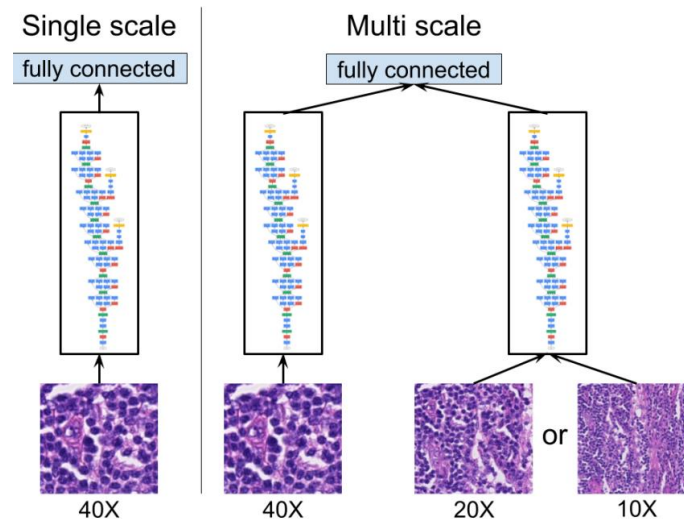 Single scale
Multi scale
fully connected
fully connected
or
40X
40X
20X
10X